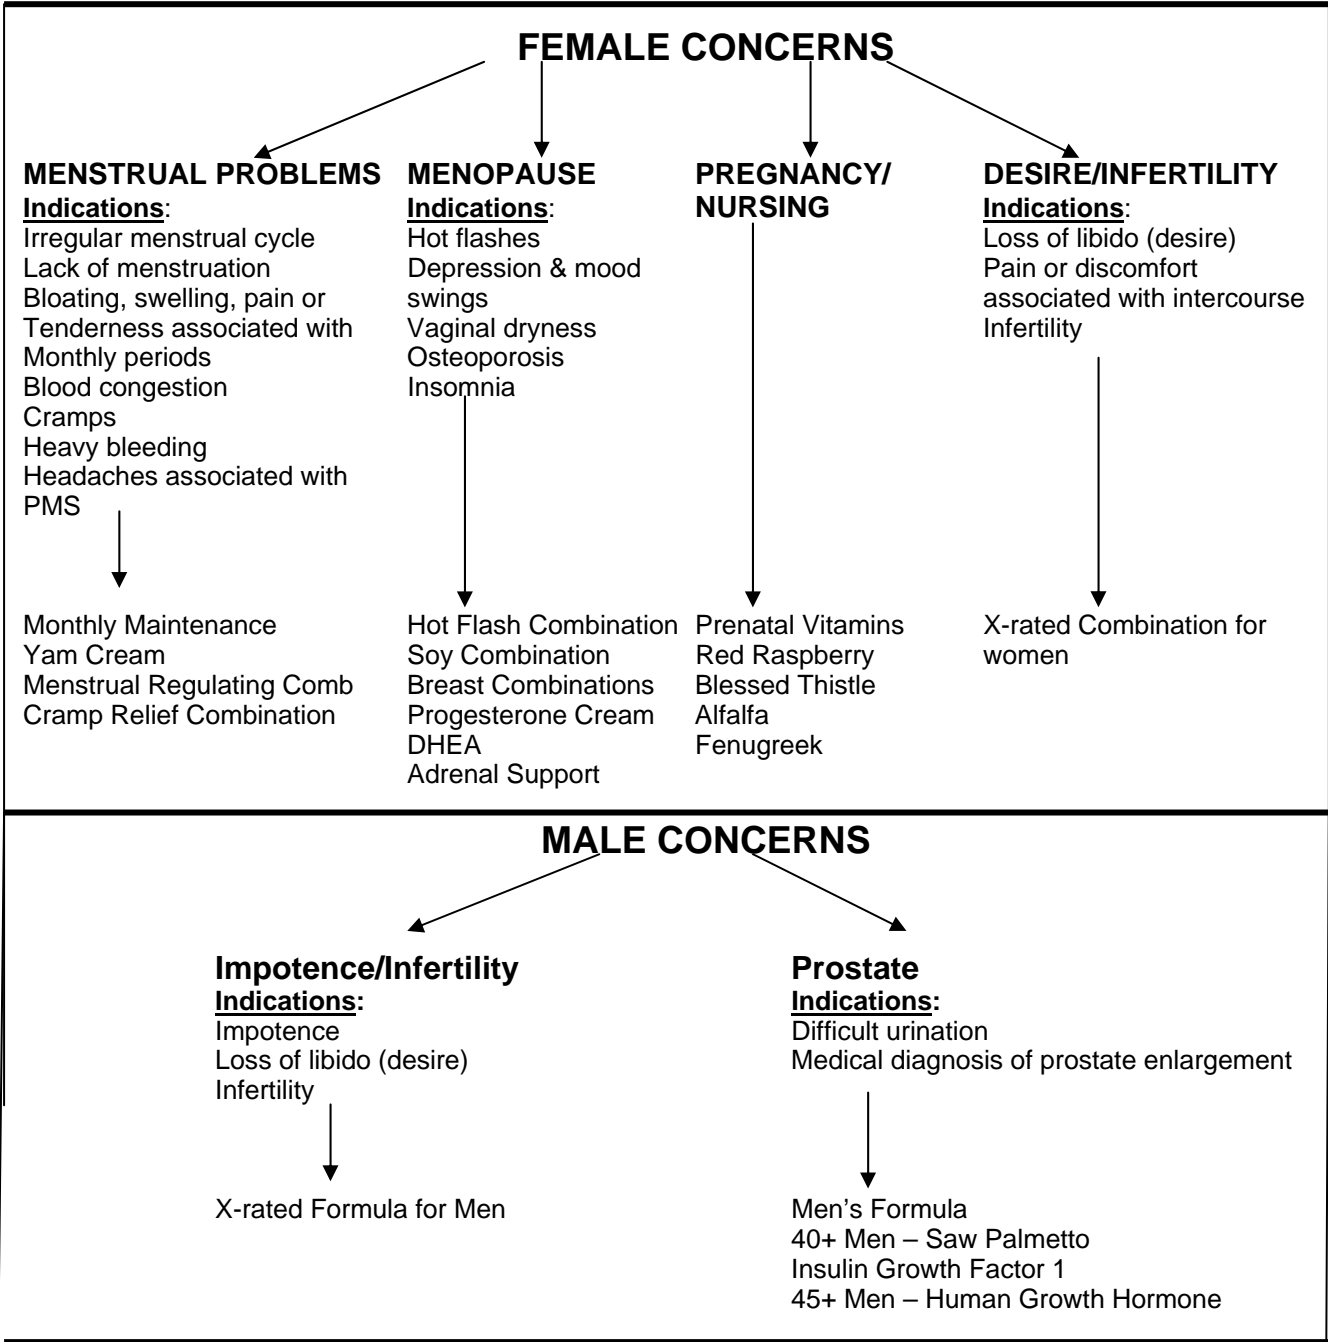 FEMALE CONCERNS
MENSTRUAL PROBLEMS
Indications:
Irregular menstrual cycle
Lack of menstruation
Bloating, swelling, pain or
Tenderness associated with
Monthly periods
Blood congestion
Cramps
Heavy bleeding
Headaches associated with
PMS
Monthly Maintenance
Yam Cream
Menstrual Regulating Comb
Cramp Relief Combination
MENOPAUSE
Indications:
Hot flashes
Depression & mood
swings
Vaginal dryness
Osteoporosis
Insomnia
Hot Flash Combination
Soy Combination
Breast Combinations
Progesterone Cream
DHEA
Adrenal Support
PREGNANCY/
NURSING
Prenatal Vitamins
Red Raspberry
Blessed Thistle
Alfalfa
Fenugreek
DESIRE/INFERTILITY
Indications:
Loss of libido (desire)
Pain or discomfort
associated with intercourse
Infertility
X-rated Combination for
women
MALE CONCERNS
Impotence/Infertility
Indications:
Impotence
Loss of libido (desire)
Infertility
X-rated Formula for Men
Prostate
Indications:
Difficult urination
Medical diagnosis of prostate enlargement
Men’s Formula
40+ Men – Saw Palmetto
Insulin Growth Factor 1
45+ Men – Human Growth Hormone